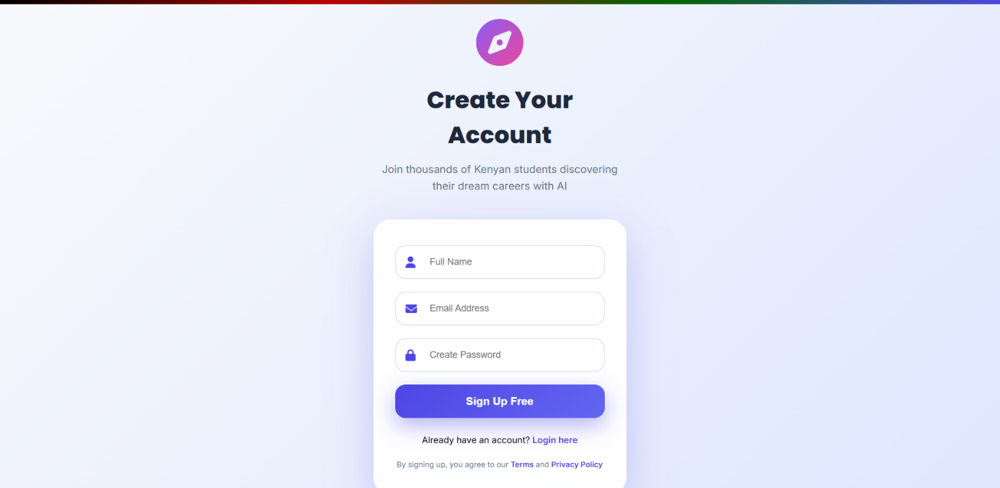 Create Your
Account
Join thousands of Kenyan students discovering
their dream careers with AI
Full Name
Email Address
Create Password
Sign Up Free
Already have an account? Login here
By signing up, you agree to our Terms and Privacy Policy